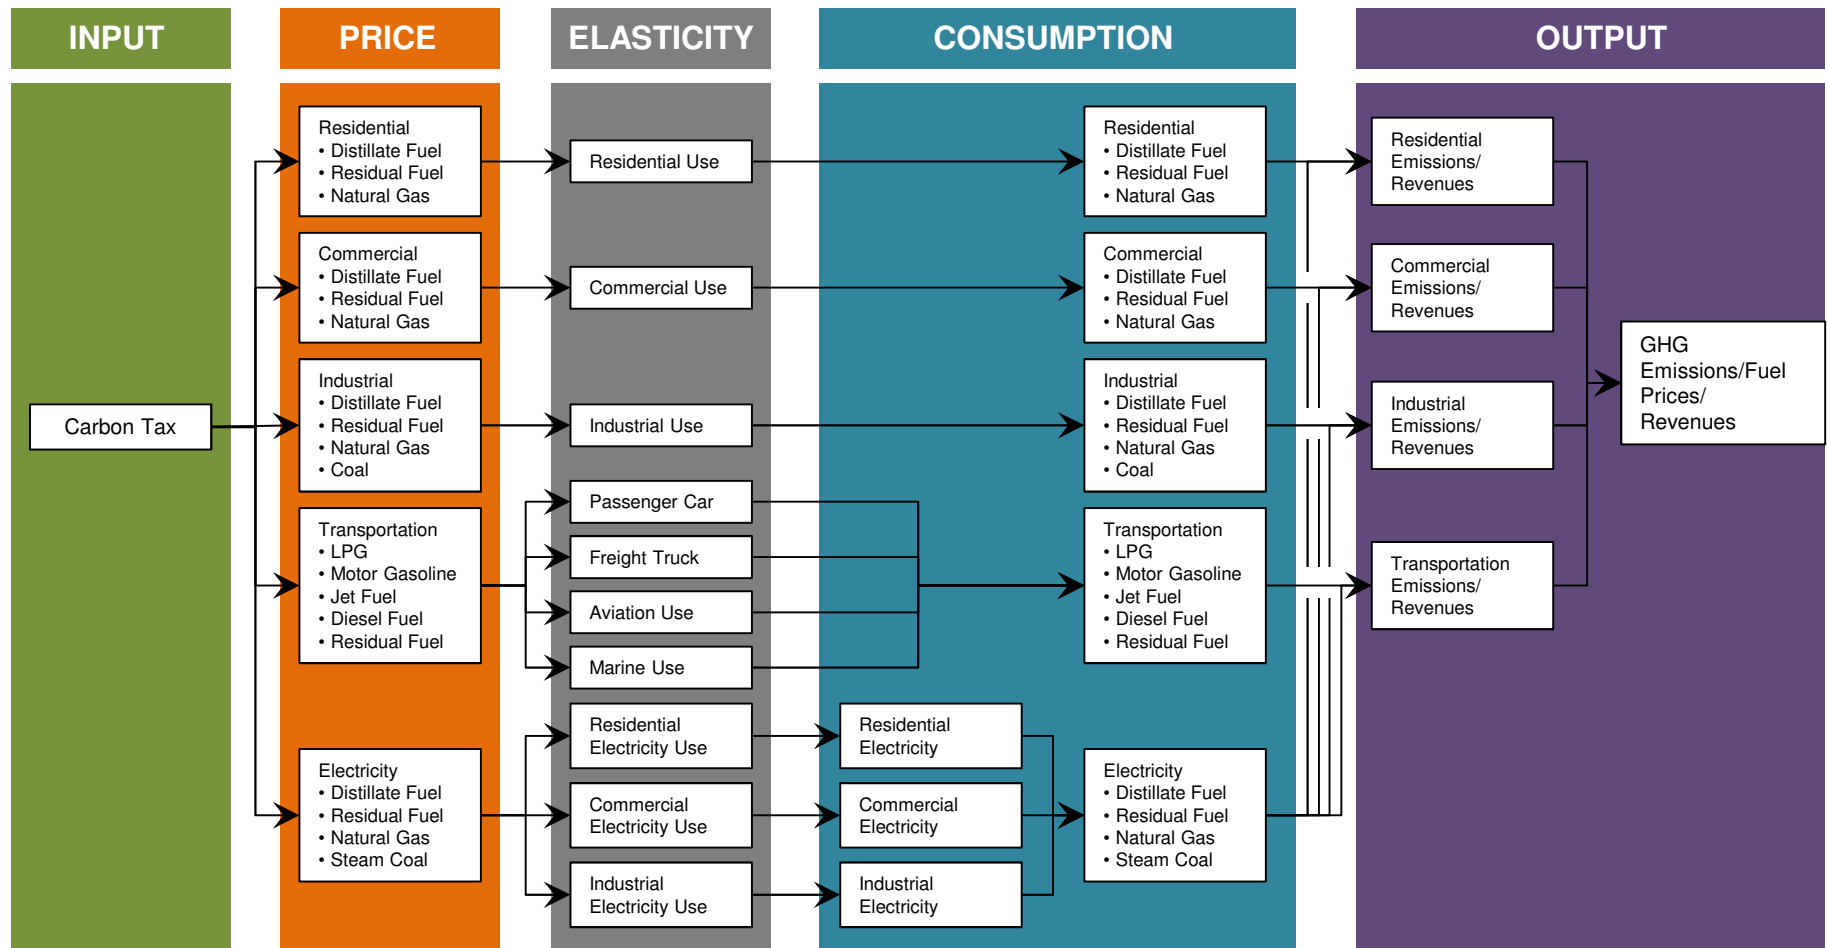 INPUT
PRICE
ELASTICITY
CONSUMPTION
OUTPUT
Carbon Tax
Residential
• Distillate Fuel
• Residual Fuel
• Natural Gas
Commercial
• Distillate Fuel
• Residual Fuel
• Natural Gas
Industrial
• Distillate Fuel
• Residual Fuel
• Natural Gas
• Coal
Transportation
• LPG
• Motor Gasoline
• Jet Fuel
• Diesel Fuel
• Residual Fuel
Electricity
• Distillate Fuel
• Residual Fuel
• Natural Gas
• Steam Coal
Residential Use
Commercial Use
Industrial Use
Passenger Car
Freight Truck
Aviation Use
Marine Use
Residential
Electricity Use
Commercial
Electricity Use
Industrial
Electricity Use
Residential
Electricity
Commercial
Electricity
Industrial
Electricity
Residential
• Distillate Fuel
• Residual Fuel
• Natural Gas
Commercial
• Distillate Fuel
• Residual Fuel
• Natural Gas
Industrial
• Distillate Fuel
• Residual Fuel
• Natural Gas
• Coal
Transportation
• LPG
• Motor Gasoline
• Jet Fuel
• Diesel Fuel
• Residual Fuel
Electricity
• Distillate Fuel
• Residual Fuel
• Natural Gas
• Steam Coal
Residential
Emissions/
Revenues
Commercial
Emissions/
Revenues
Industrial
Emissions/
Revenues
Transportation
Emissions/
Revenues
GHG
Emissions/Fuel
Prices/
Revenues